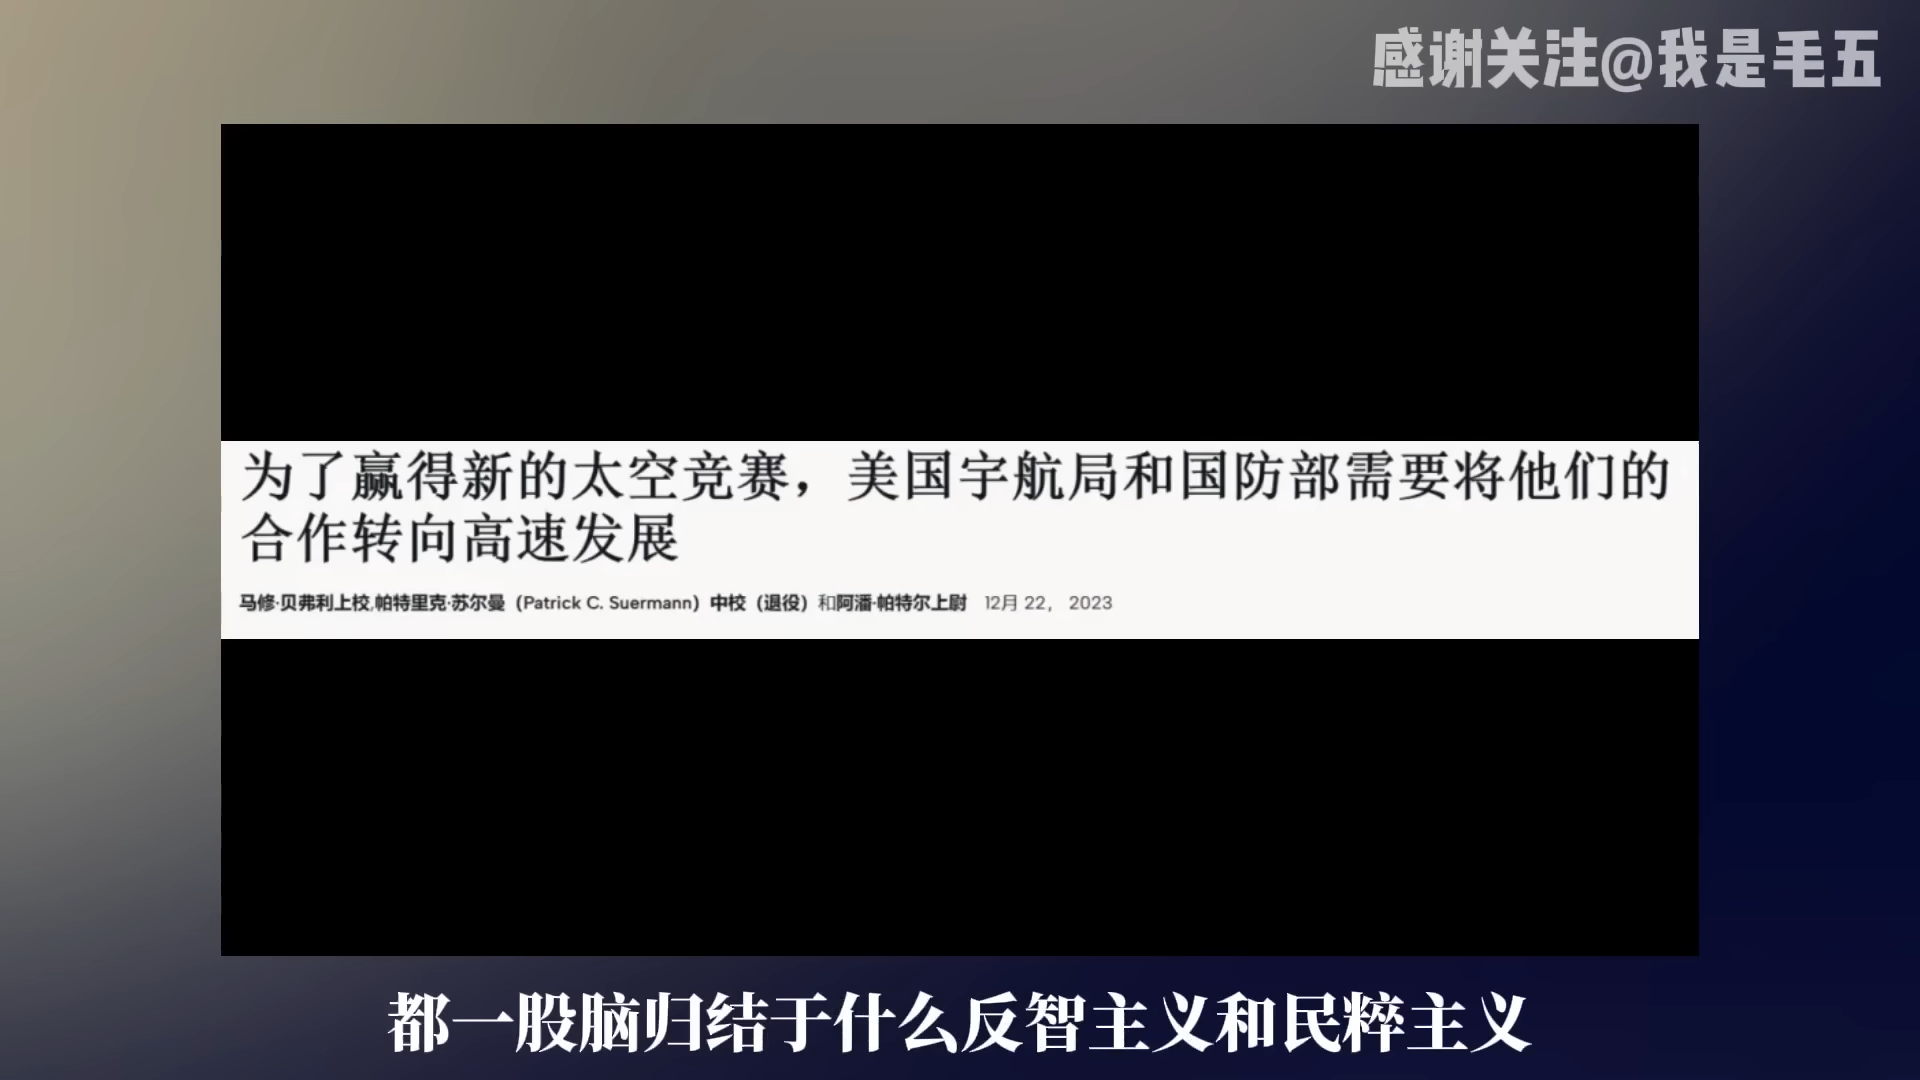 感谢关注@我是毛五
为了赢得新的太空竞赛，美国宇航局和国防部需要将他们的
合作转向高速发展
马修·贝弗利上校,帕特里克·苏尔曼（Patrick C. Suermann）中校（退役）和阿潘·帕特尔上尉 12月 22， 2023
都一股脑归结于什么反智主义和民粹主义